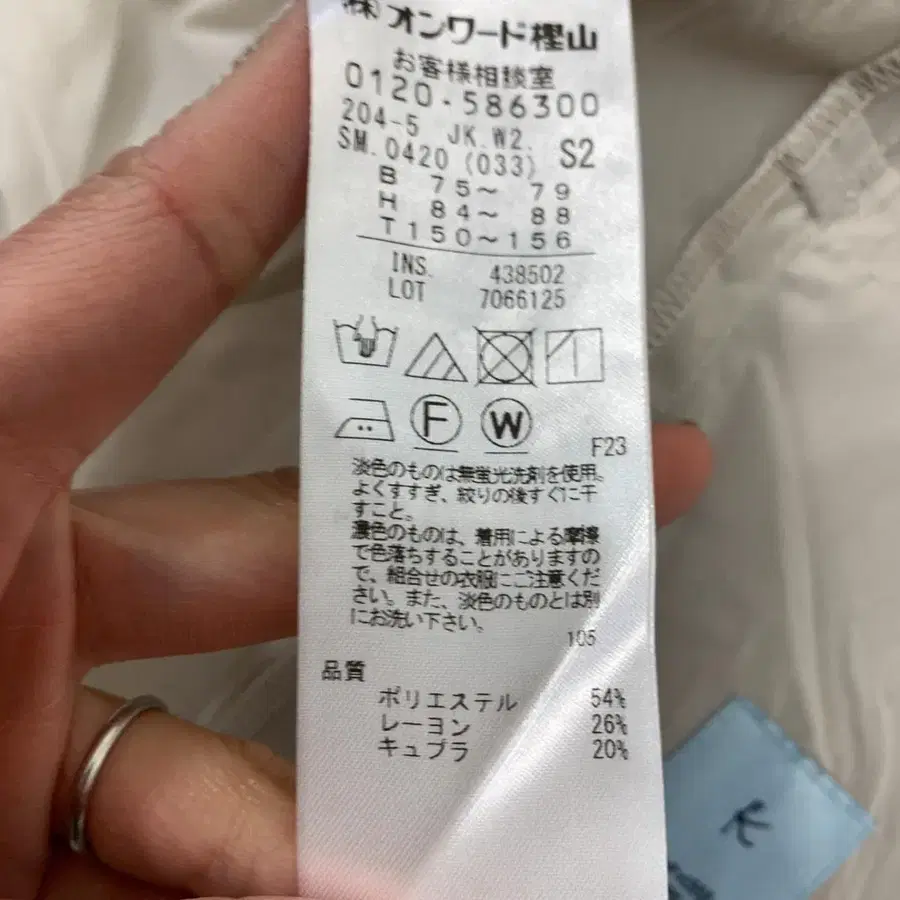 ㈱オンワード樫山
お客様相談室
0120-586300
204-5 JK.W2.
SM.0420 (033) S2
B 75～ 79
H 84～ 88
T150～156
INS. 438502
LOT 7066125
F
W
F23
淡色のものは無蛍光洗剤を使用。
よくすすぎ、絞りの後すぐに干
すこと。
濃色のものは、着用による摩擦
で色落ちすることがありますの
で、組合せの衣服にご注意くだ
さい。また、淡色のものとは別
にお洗い下さい。
105
品質
ポリエステル 54%
レーヨン 26%
キュプラ 20%
K